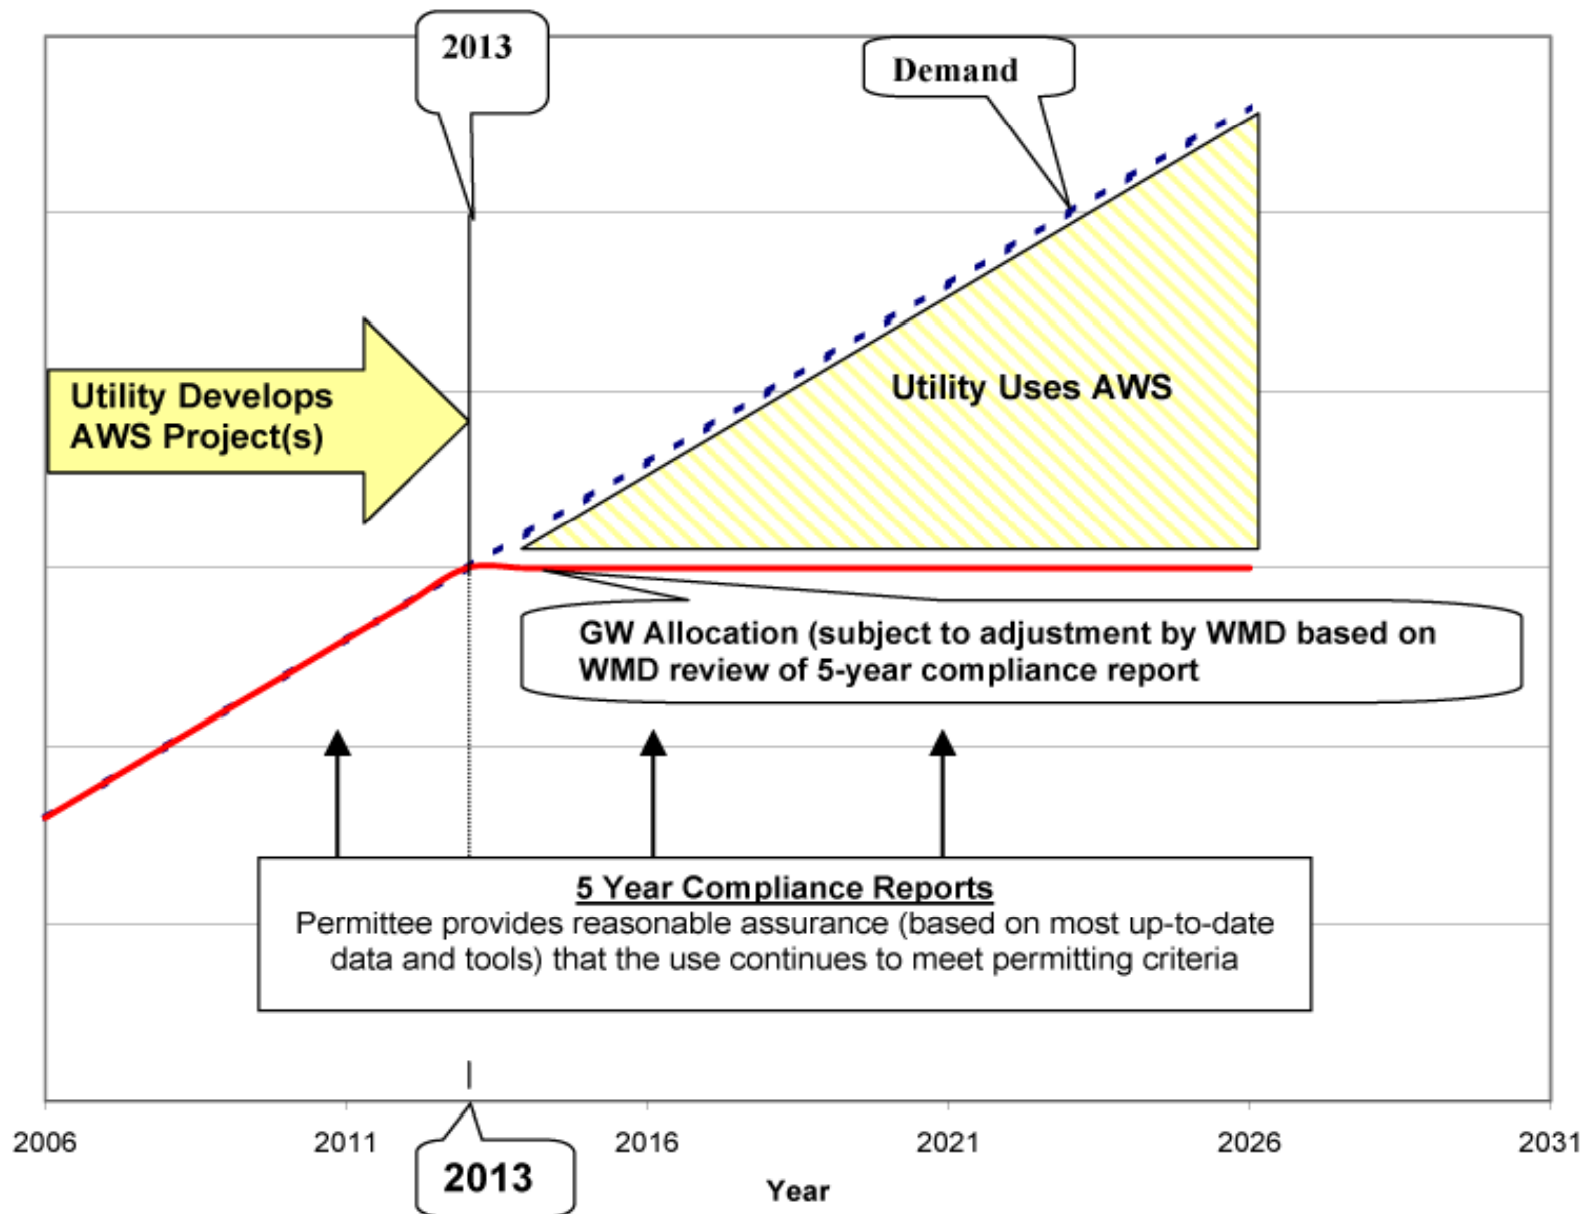 2013
Demand
Utility Develops
AWS Project(s)
Utility Uses AWS
GW Allocation (subject to adjustment by WMD based on
WMD review of 5-year compliance report
5 Year Compliance Reports
Permittee provides reasonable assurance (based on most up-to-date
data and tools) that the use continues to meet permitting criteria
2006 2011 2016 2021 2026 2031
2013
Year